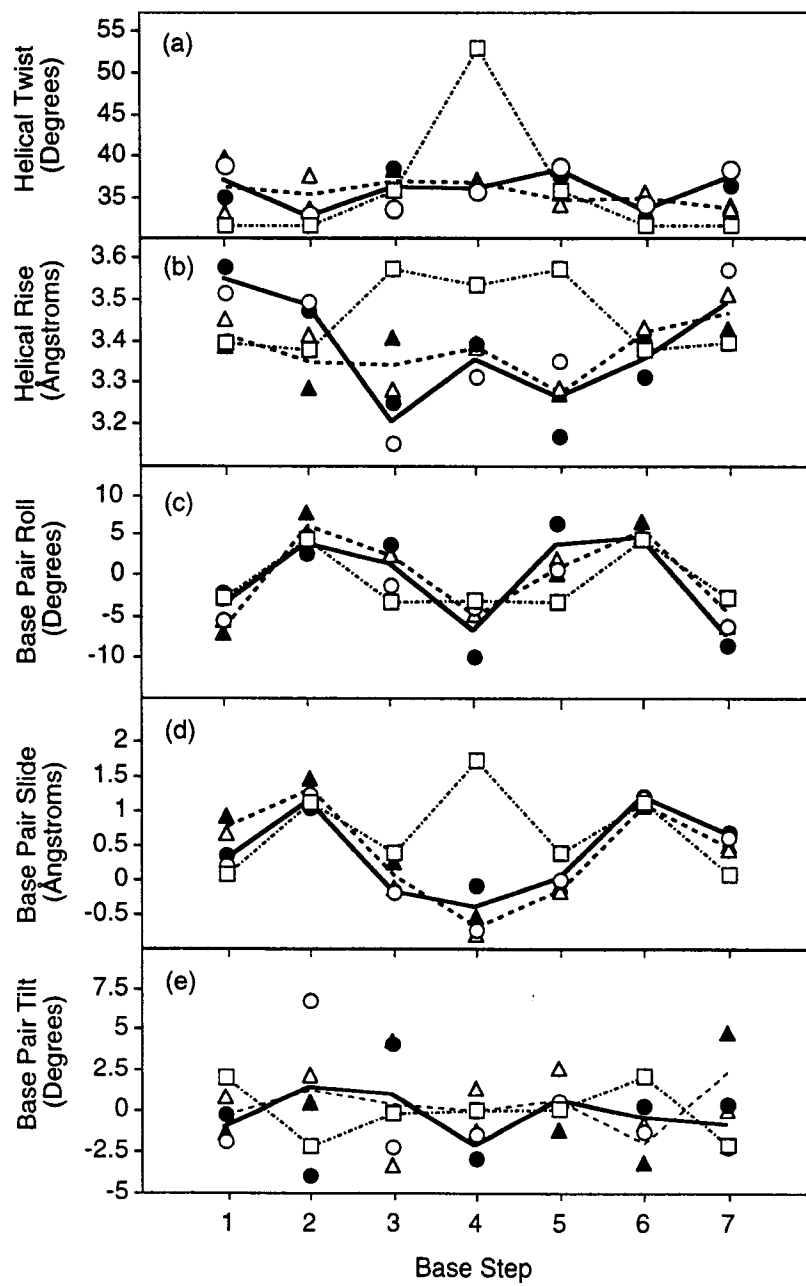 (a)
Helical Twist
(Degrees)
55
50
45
40
35
(b)
Helical Rise
(Ångstroms)
3.6
3.5
3.4
3.3
3.2
(c)
Base Pair Roll
(Degrees)
10
5
0
-5
-10
(d)
Base Pair Slide
(Ångstroms)
2
1.5
1
0.5
0
-0.5
(e)
Base Pair Tilt
(Degrees)
7.5
5
2.5
0
-2.5
-5
1 2 3 4 5 6 7
Base Step